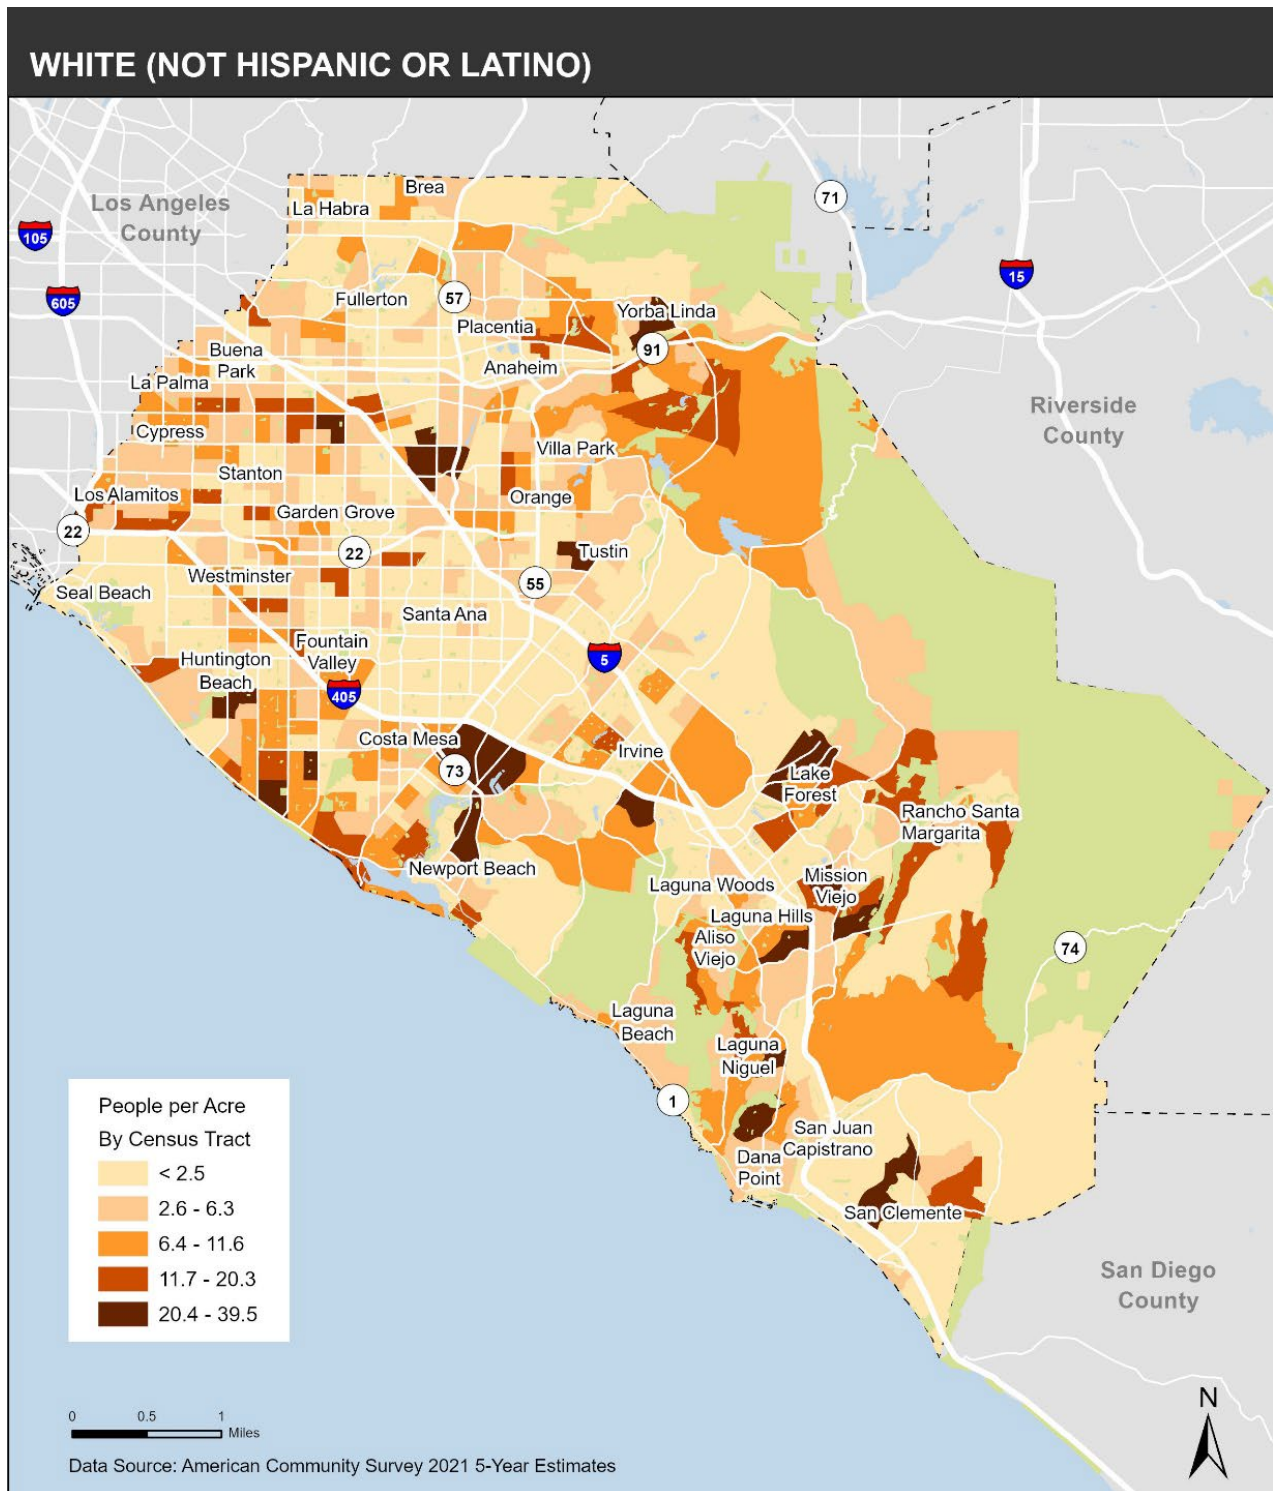 WHITE (NOT HISPANIC OR LATINO)
Los Angeles
County
105
605
Brea
La Habra
71
15
Fullerton
57
Placentia
Yorba Linda
91
Buena
Park
Anaheim
La Palma
Riverside
County
Cypress
Villa Park
Stanton
Los Alamitos
Orange
Garden Grove
22
22
Tustin
Westminster
55
Seal Beach
Santa Ana
Fountain
Valley
5
Huntington
Beach
405
Costa Mesa
Irvine
73
Lake
Forest
Rancho Santa
Margarita
Newport Beach
Laguna Woods
Mission
Viejo
Laguna Hills
Aliso
Viejo
74
Laguna
Beach
Laguna
Niguel
1
San Juan
Capistrano
Dana
Point
San Clemente
San Diego
County
People per Acre
By Census Tract
< 2.5
2.6 - 6.3
6.4 - 11.6
11.7 - 20.3
20.4 - 39.5
0 0.5 1
Miles
N
Data Source: American Community Survey 2021 5-Year Estimates